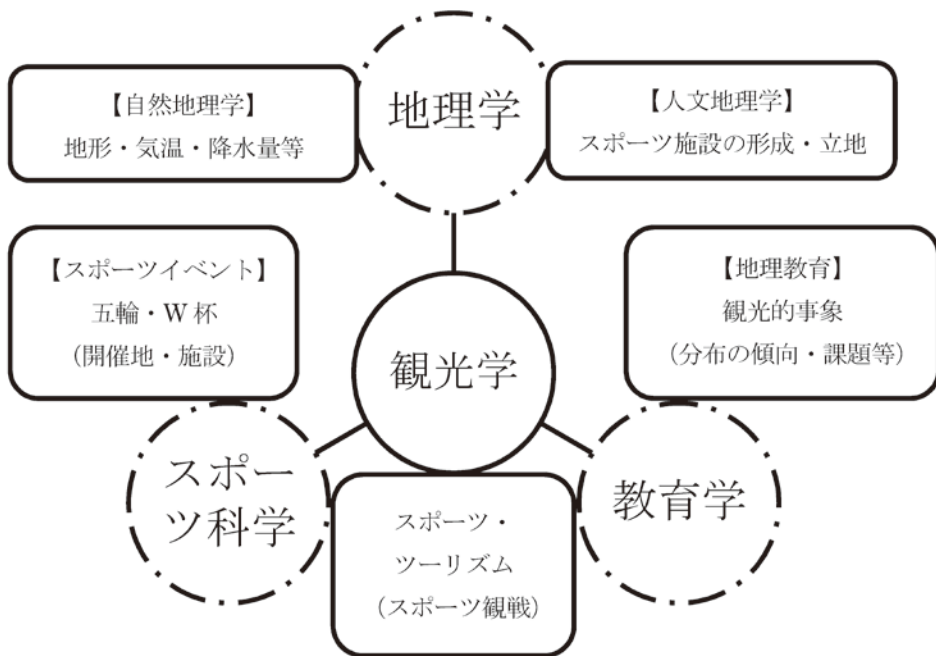 地理学
【自然地理学】
地形・気温・降水量等
【人文地理学】
スポーツ施設の形成・立地
【スポーツイベント】
五輪・W 杯
(開催地・施設)
【地理教育】
観光的事象
(分布の傾向・課題等)
観光学
スポー
ツ科学
教育学
スポーツ・
ツーリズム
(スポーツ観戦)